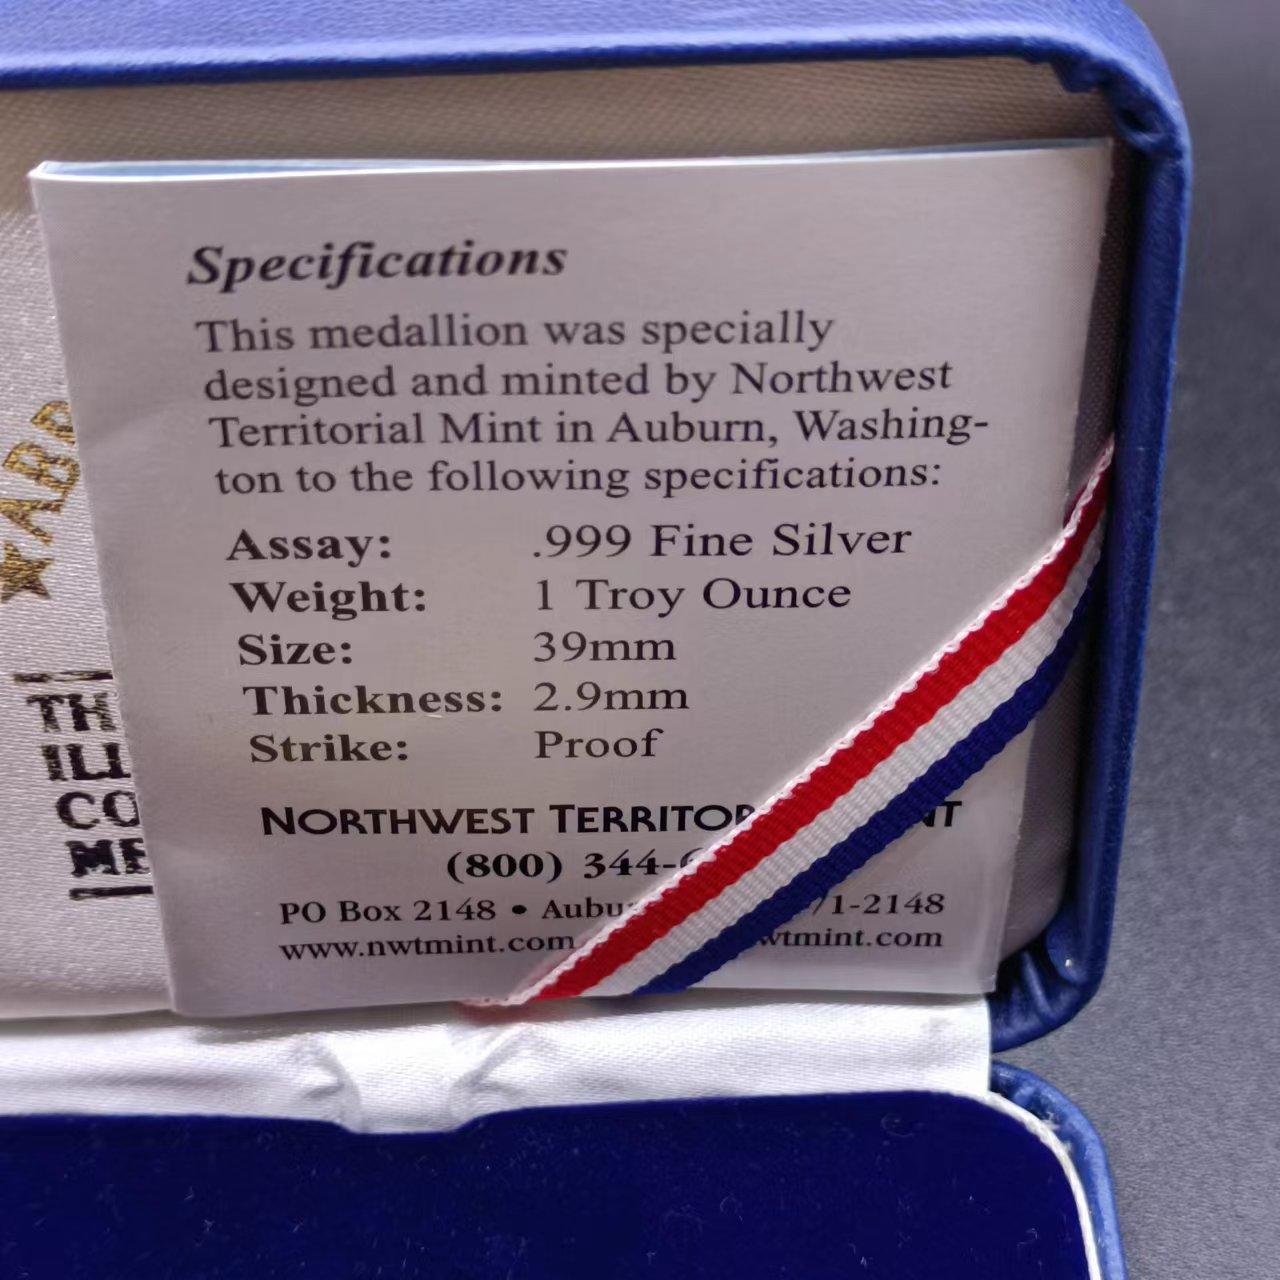 Specifications
This medallion was specially
designed and minted by Northwest
Territorial Mint in Auburn, Washing-
ton to the following specifications:
Assay: .999 Fine Silver
Weight: 1 Troy Ounce
Size: 39mm
Thickness: 2.9mm
Strike: Proof
NORTHWEST
(800) 344-
PO Box 2148 •
www.nwtmint.com